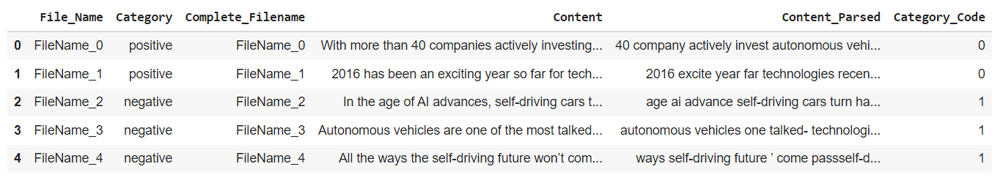 File_Name Category Complete_Filename Content Content_Parsed Category_Code
0 FileName_0 positive FileName_0 With more than 40 companies actively investing... 40 company actively invest autonomous vehi... 0
1 FileName_1 positive FileName_1 2016 has been an exciting year so far for tech... 2016 excite year far technologies recen... 0
2 FileName_2 negative FileName_2 In the age of AI advances, self-driving cars t... age ai advance self-driving cars turn ha... 1
3 FileName_3 negative FileName_3 Autonomous vehicles are one of the most talked... autonomous vehicles one talked- technologi... 1
4 FileName_4 negative FileName_4 All the ways the self-driving future won’t com... ways self-driving future ’ come passself-d... 1